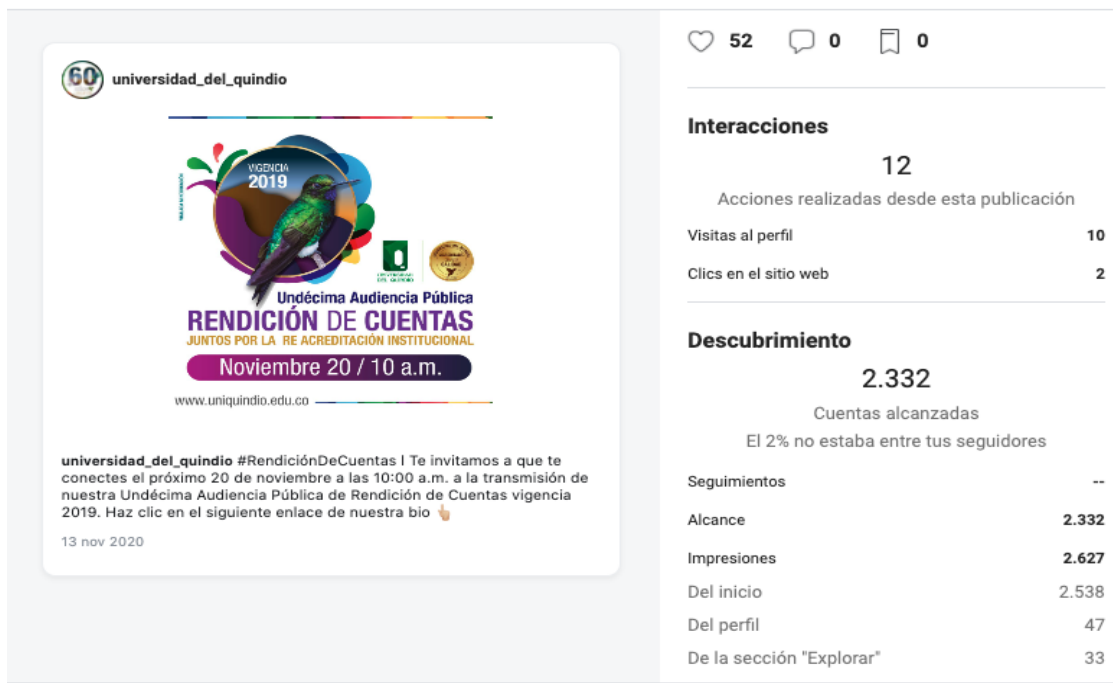 60
universidad_del_quindio
VIGENCIA
2019
UNIVERSIDAD
DEL QUINDÍO
Undécima Audiencia Pública
RENDICIÓN DE CUENTAS
JUNTOS POR LA RE ACREDITACIÓN INSTITUCIONAL
Noviembre 20 / 10 a.m.
www.uniquindio.edu.co
universidad_del_quindio #RendiciónDeCuentas l Te invitamos a que te
conectes el próximo 20 de noviembre a las 10:00 a.m. a la transmisión de
nuestra Undécima Audiencia Pública de Rendición de Cuentas vigencia
2019. Haz clic en el siguiente enlace de nuestra bio 👆🏼
13 nov 2020
52 0 0
Interacciones
12
Acciones realizadas desde esta publicación
Visitas al perfil 10
Clics en el sitio web 2
Descubrimiento
2.332
Cuentas alcanzadas
El 2% no estaba entre tus seguidores
Seguimientos --
Alcance 2.332
Impresiones 2.627
Del inicio 2.538
Del perfil 47
De la sección "Explorar" 33